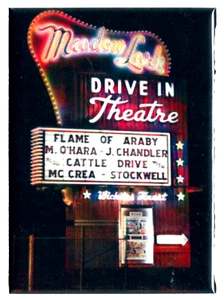 Meadow Lark
DRIVE IN
Theatre
FLAME OF ARABY
M. O'HARA - J. CHANDLER
CATTLE DRIVE
MC CREA - STOCKWELL